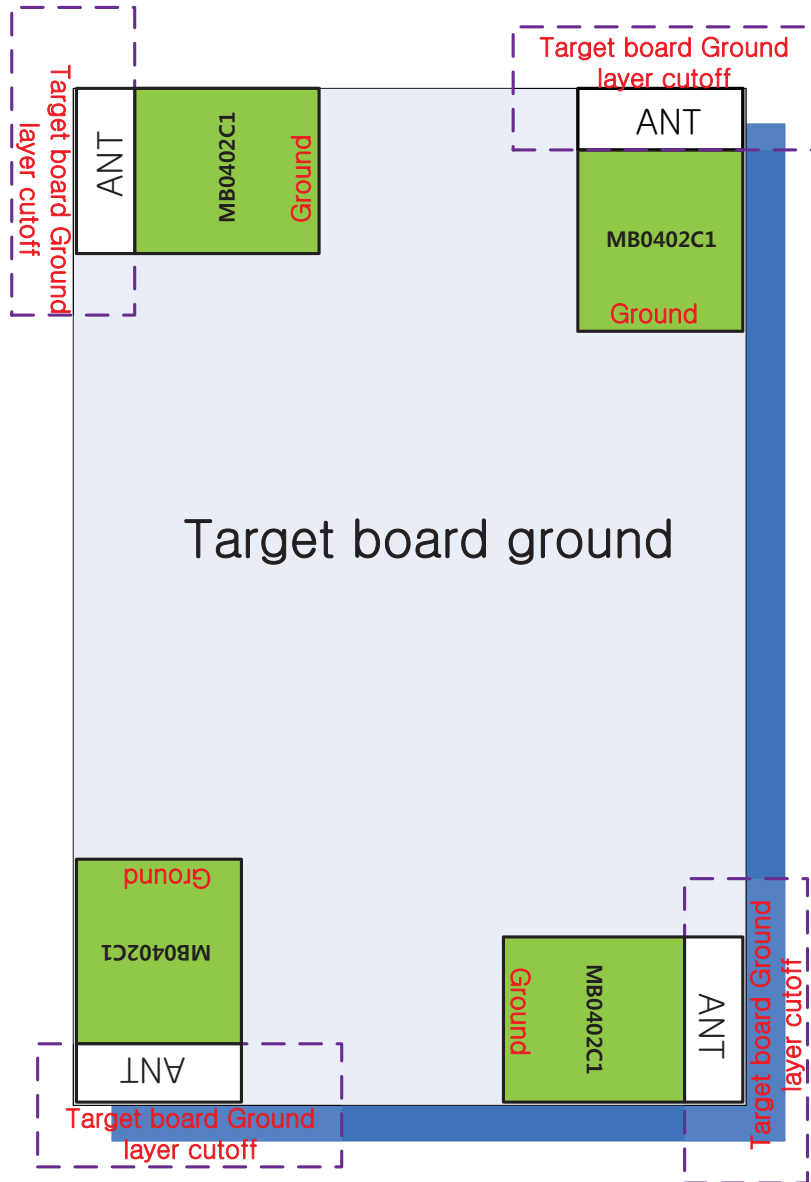 Target board Ground
layer cutoff
ANT
MB0402C1
Ground
Target board Ground
layer cutoff
ANT
MB0402C1
Ground
Target board ground
Ground
MB0402C1
ANT
Target board Ground
layer cutoff
Ground
MB0402C1
ANT
Target board Ground
layer cutoff